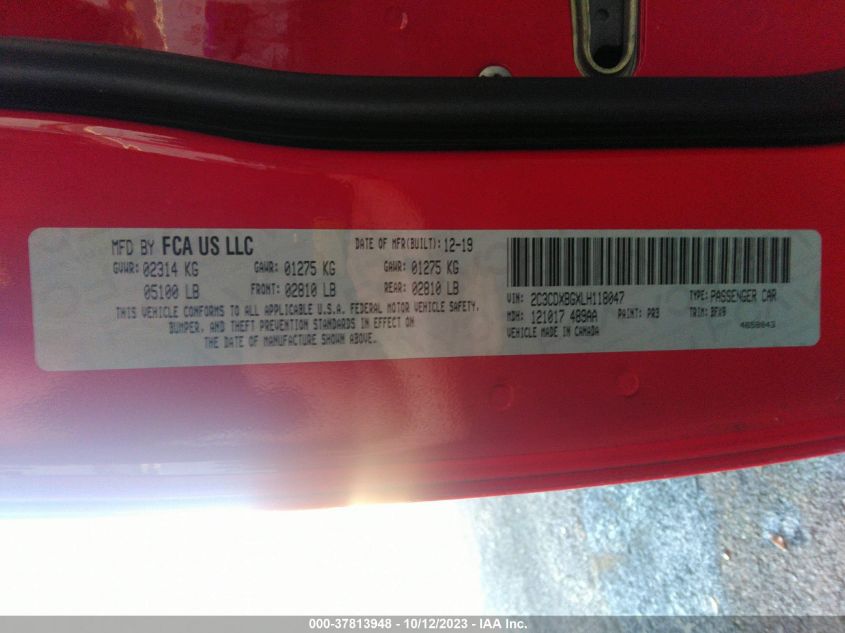 MFD BY FCA US LLC DATE OF MFR(BUILT): 12-19
GVWR: 02314 KG GAWR: 01275 KG GAWR: 01275 KG
05100 LB FRONT: 02810 LB REAR: 02810 LB
THIS VEHICLE CONFORMS TO ALL APPLICABLE U.S.A. FEDERAL MOTOR VEHICLE SAFETY,
BUMPER, AND THEFT PREVENTION STANDARDS IN EFFECT ON
THE DATE OF MANUFACTURE SHOWN ABOVE.
VIN: 2C3CDXBGXLH118047 TYPE: PASSENGER CAR
MDH: 121017 489AA PAINT: PR3 TRIM: BFX9
VEHICLE MADE IN CANADA 4658643
000-37813948 - 10/12/2023 - IAA Inc.